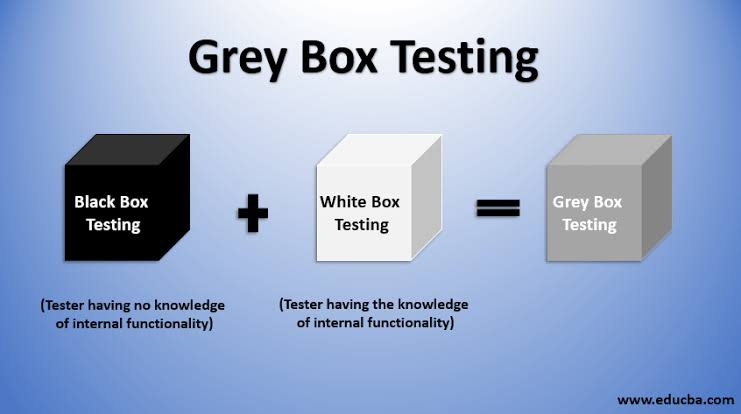 Grey Box Testing
Black Box
Testing
+
White Box
Testing
=
Grey Box
Testing
(Tester having no knowledge
of internal functionality)
(Tester having the knowledge
of internal functionality)
www.educba.com